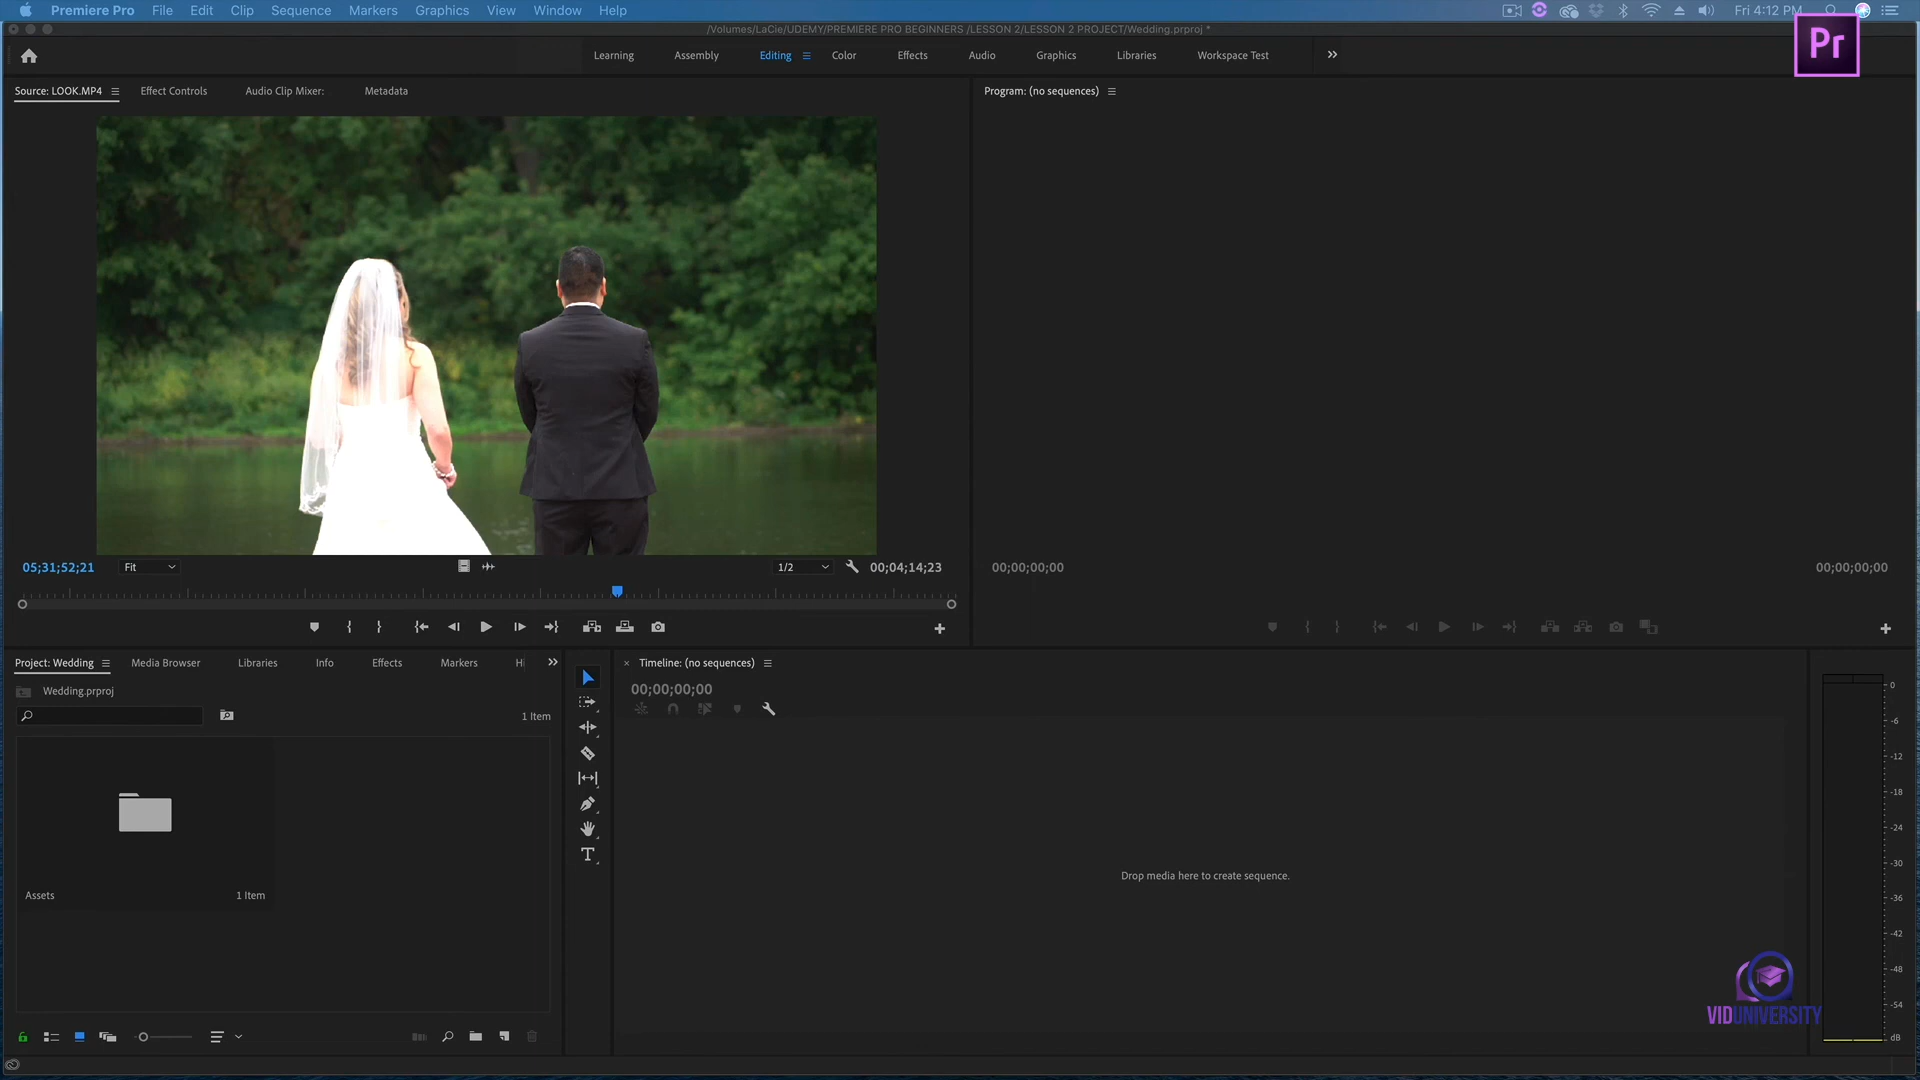 Premiere Pro File Edit Clip Sequence Markers Graphics View Window Help Fri 4:12 PM
/Volumes/LaCie/UDEMY/PREMIERE PRO BEGINNERS /LESSON 2/LESSON 2 PROJECT/Wedding.prproj *
Learning Assembly Editing Color Effects Audio Graphics Libraries Workspace Test
Pr
Source: LOOK.MP4 Effect Controls Audio Clip Mixer: Metadata
Program: (no sequences)
05;31;52;21 Fit 1/2 00;04;14;23
00;00;00;00 00;00;00;00
Project: Wedding Media Browser Libraries Info Effects Markers Hi
Wedding.prproj
1 Item
Assets 1 Item
Timeline: (no sequences)
00;00;00;00
T
Drop media here to create sequence.
0
-6
-12
-18
-24
-30
-36
-42
-48
-54
dB
VIDUNIVERSITY